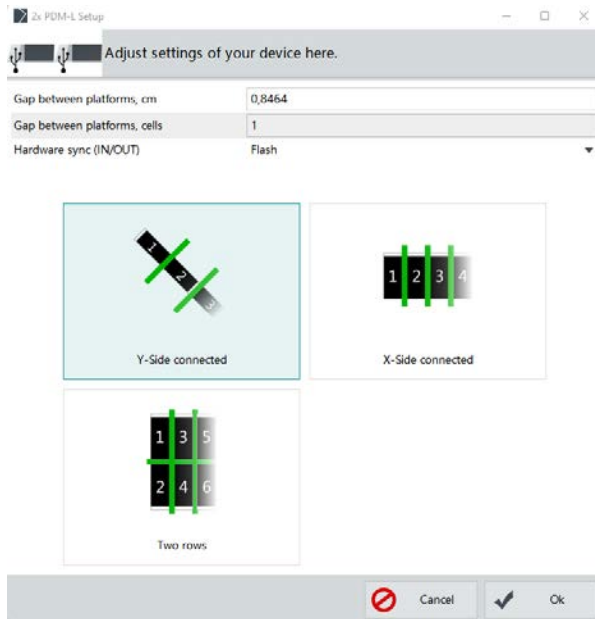 2x PDM-L Setup
Adjust settings of your device here.
Gap between platforms, cm 0,8464
Gap between platforms, cells 1
Hardware sync (IN/OUT) Flash
1 2 3
Y-Side connected
1 2 3 4
X-Side connected
1 3 5
2 4 6
Two rows
Cancel Ok